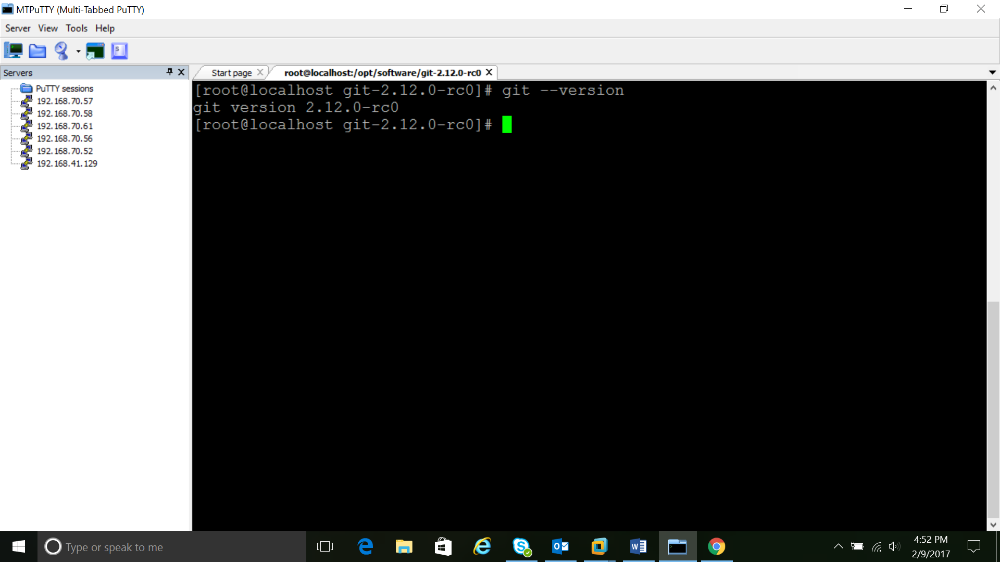 MTPuTTY (Multi-Tabbed PuTTY)
Server View Tools Help
Servers
PuTTY sessions
192.168.70.57
192.168.70.58
192.168.70.61
192.168.70.56
192.168.70.52
192.168.41.129
Start page
root@localhost:/opt/software/git-2.12.0-rc0
[root@localhost git-2.12.0-rc0]# git --version
git version 2.12.0-rc0
[root@localhost git-2.12.0-rc0]#
Type or speak to me
4:52 PM
2/9/2017